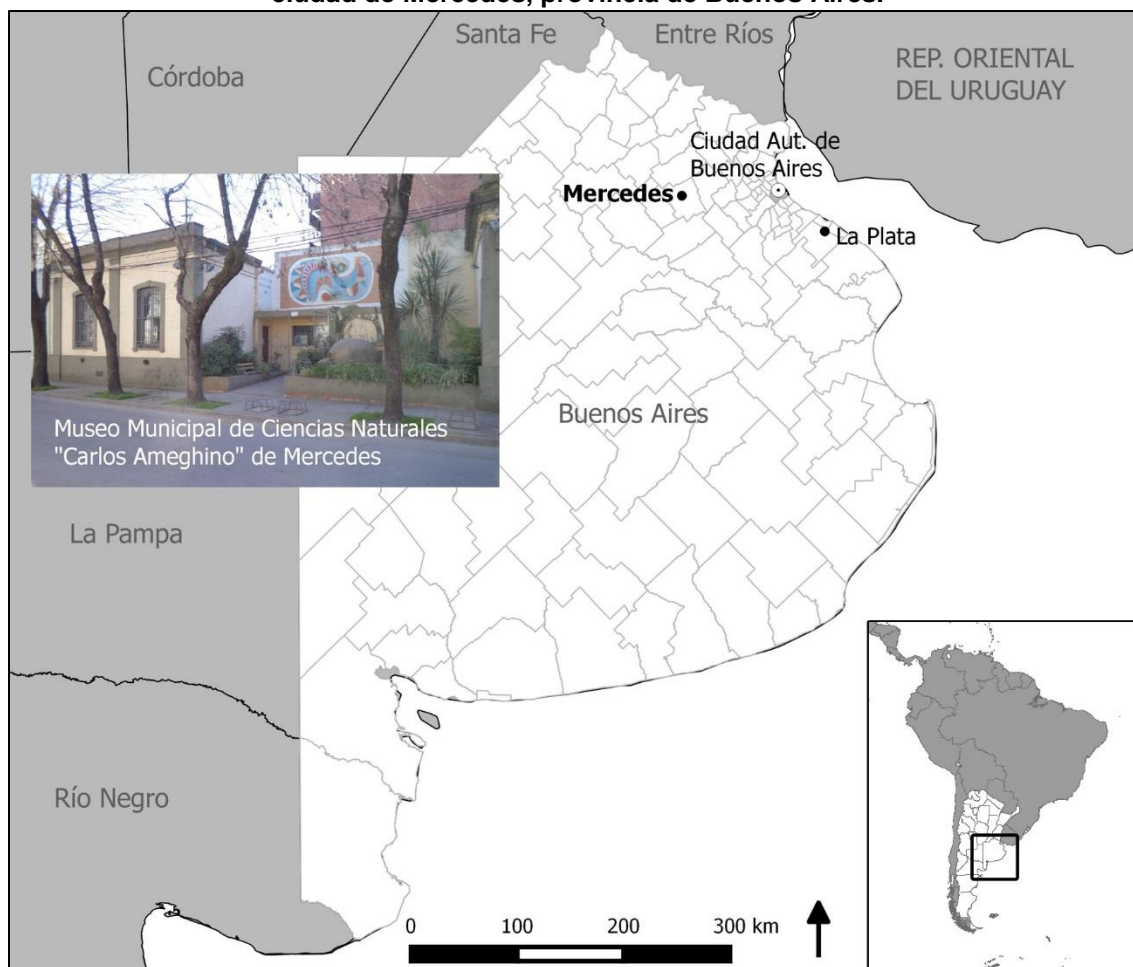 ciudad de Mercedes, provincia de Buenos Aires.
Santa Fe
Entre Ríos
Córdoba
REP. ORIENTAL
DEL URUGUAY
Ciudad Aut. de
Buenos Aires
Mercedes
La Plata
Buenos Aires
Museo Municipal de Ciencias Naturales
"Carlos Ameghino" de Mercedes
La Pampa
Río Negro
0 100 200 300 km